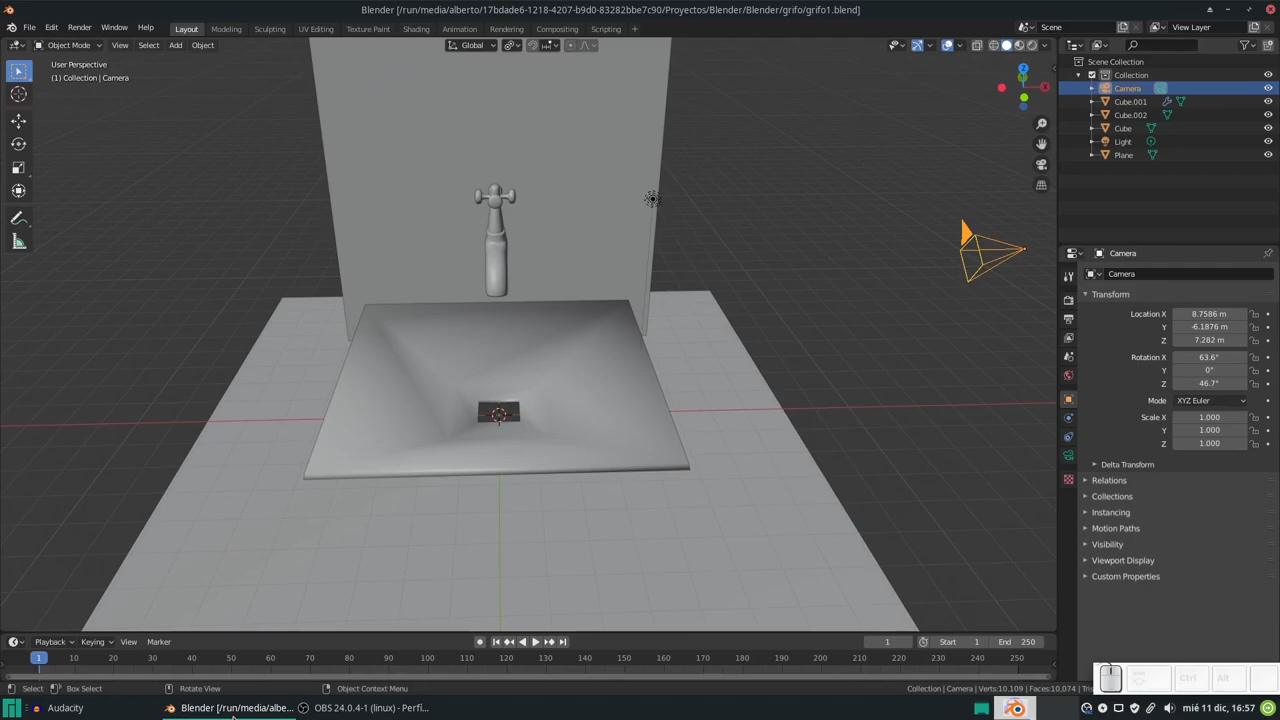 Blender [/run/media/alberto/17bdade6-1218-4207-b9d0-83282bbe7c90/Proyectos/Blender/Blender/grifo/grifo1.blend]
File Edit Render Window Help Layout Modeling Sculpting UV Editing Texture Paint Shading Animation Rendering Compositing Scripting + Scene View Layer
Object Mode View Select Add Object Global
User Perspective
(1) Collection | Camera
Z
X
Scene Collection
Collection
Camera
Cube.001
Cube.002
Cube
Light
Plane
Camera
Camera
Transform
Location X 8.7586 m
Y -6.1876 m
Z 7.282 m
Rotation X 63.6°
Y 0°
Z 46.7°
Mode XYZ Euler
Scale X 1.000
Y 1.000
Z 1.000
Delta Transform
Relations
Collections
Instancing
Motion Paths
Visibility
Viewport Display
Custom Properties
Playback Keying View Marker 1 Start 1 End 250
1 10 20 30 40 50 60 70 80 90 100 110 120 130 140 150 160 170 180 190 200 210 220 230 240 250
Select Box Select Rotate View Object Context Menu Collection | Camera | Verts:10,109 | Faces:10,074 | Tri
Ctrl Alt
Audacity Blender [/run/media/albe... OBS 24.0.4-1 (linux) - Perfi... mié 11 dic, 16:57